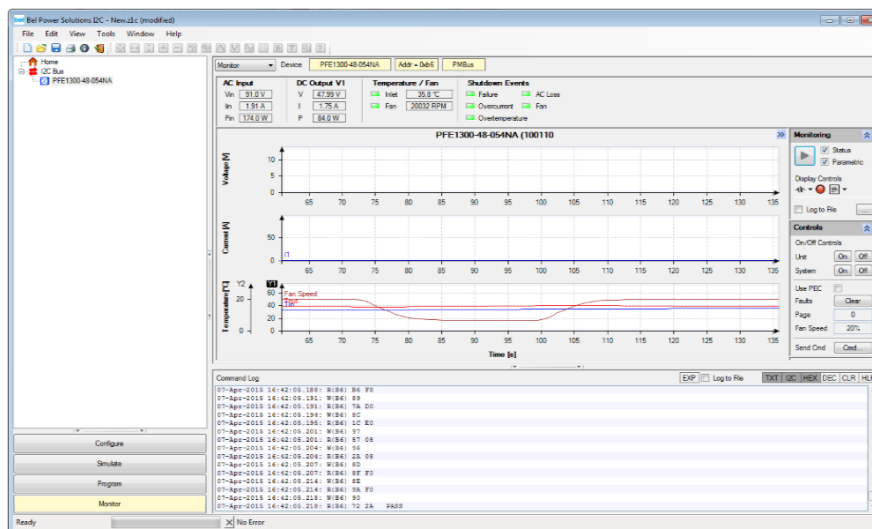 Bel Power Solutions I2C - New.z1c (modified)
File Edit View Tools Window Help
Home
I2C Bus
PFE1300-48-054NA
Configure
Simulate
Program
Monitor
Monitor Device PFE1300-48-054NA Addr = 0xb6 PMBus
AC Input DC Output V1 Temperature / Fan Shutdown Events
Vin 91.0 V V 47.99 V Inlet 35.8 °C Failure AC Loss
Iin 1.91 A I 1.75 A Fan 20032 RPM Overcurrent Fan
Pin 174.0 W P 84.0 W Overtemperature
PFE1300-48-054NA (100110
Voltage [V]
10
5
0
65 70 75 80 85 90 95 100 105 110 115 120 125 130 135
Current [A]
50
0
I1
65 70 75 80 85 90 95 100 105 110 115 120 125 130 135
Temperature [°C]
Y2 Y1
20 0
60 40 20 0
Fan Speed
65 70 75 80 85 90 95 100 105 110 115 120 125 130 135
Time [s]
Monitoring
Status
Parametric
Display Controls
Log to File ...
Controls
On/Off Controls
Unit On Off
System On Off
Use PEC
Faults Clear
Page 0
Fan Speed 20%
Send Cmd Cmd...
Command Log EXP Log to File TXT I2C HEX DEC CLR HLP
07-Apr-2015 16:42:05.188: R(B6) B6 F8
07-Apr-2015 16:42:05.191: W(B6) 89
07-Apr-2015 16:42:05.191: R(B6) 7A D0
07-Apr-2015 16:42:05.194: W(B6) 8C
07-Apr-2015 16:42:05.195: R(B6) 1C E0
07-Apr-2015 16:42:05.201: W(B6) 97
07-Apr-2015 16:42:05.201: R(B6) 57 08
07-Apr-2015 16:42:05.204: W(B6) 96
07-Apr-2015 16:42:05.204: R(B6) 2A 08
07-Apr-2015 16:42:05.207: W(B6) 8D
07-Apr-2015 16:42:05.207: R(B6) 8F F0
07-Apr-2015 16:42:05.214: W(B6) 8E
07-Apr-2015 16:42:05.214: R(B6) 9A F0
07-Apr-2015 16:42:05.218: W(B6) 90
07-Apr-2015 16:42:05.218: R(B6) 72 2A PASS
Ready No Error